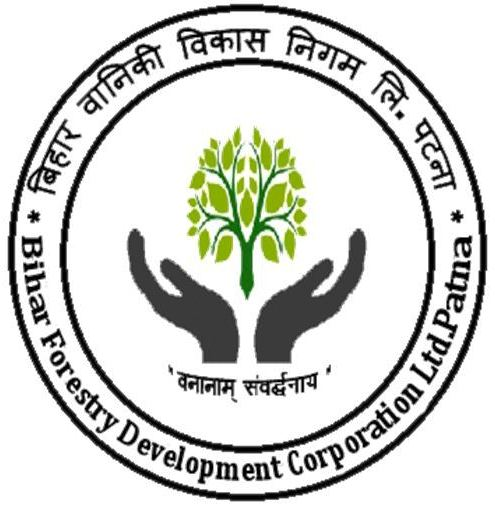 * बिहार वानिकी विकास निगम लि. पटना *
" वनानाम् संवर्द्धनाय "
Bihar Forestry Development Corporation Ltd.Patna